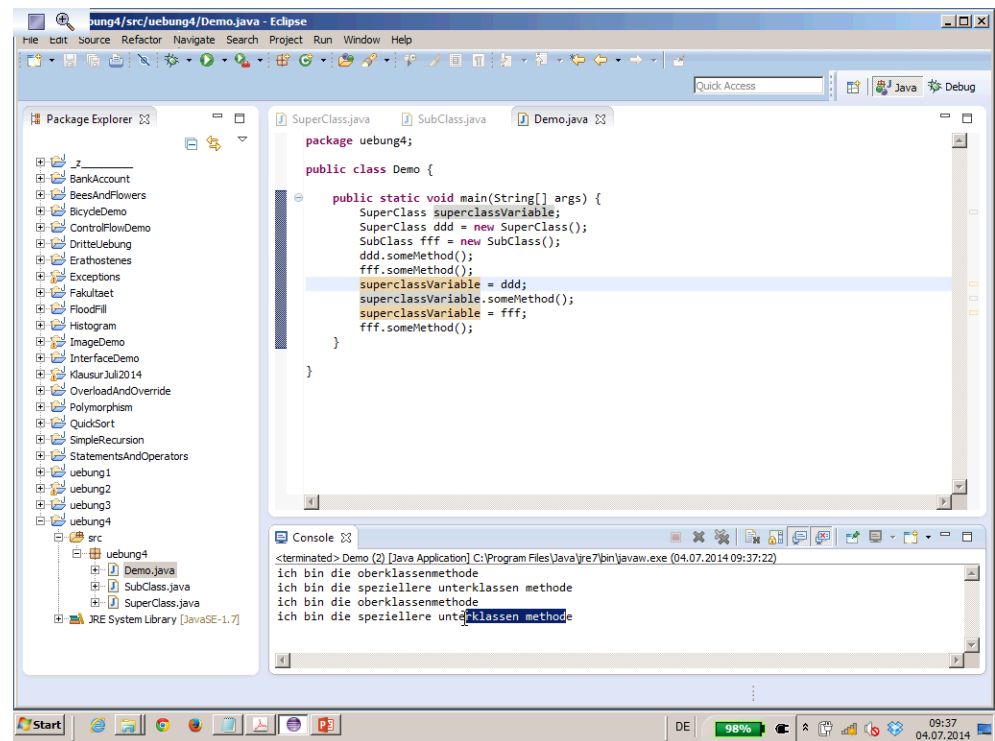 bung4/src/uebung4/Demo.java - Eclipse
File Edit Source Refactor Navigate Search Project Run Window Help
Quick Access
Java
Debug
Package Explorer
SuperClass.java
SubClass.java
Demo.java
_z_________
BankAccount
BeesAndFlowers
BicycleDemo
ControlFlowDemo
DritteUebung
Erathostenes
Exceptions
Fakultaet
FloodFill
Histogram
ImageDemo
InterfaceDemo
KlausurJuli2014
OverloadAndOverride
Polymorphism
QuickSort
SimpleRecursion
StatementsAndOperators
uebung1
uebung2
uebung3
uebung4
src
uebung4
Demo.java
SubClass.java
SuperClass.java
JRE System Library [JavaSE-1.7]
package uebung4;
public class Demo {
public static void main(String[] args) {
SuperClass superclassVariable;
SuperClass ddd = new SuperClass();
SubClass fff = new SubClass();
ddd.someMethod();
fff.someMethod();
superclassVariable = ddd;
superclassVariable.someMethod();
superclassVariable = fff;
fff.someMethod();
}
}
Console
<terminated> Demo (2) [Java Application] C:\Program Files\Java\jre7\bin\javaw.exe (04.07.2014 09:37:22)
ich bin die oberklassenmethode
ich bin die speziellere unterklassen methode
ich bin die oberklassenmethode
ich bin die speziellere unterklassen methode
Start
DE
98%
09:37
04.07.2014